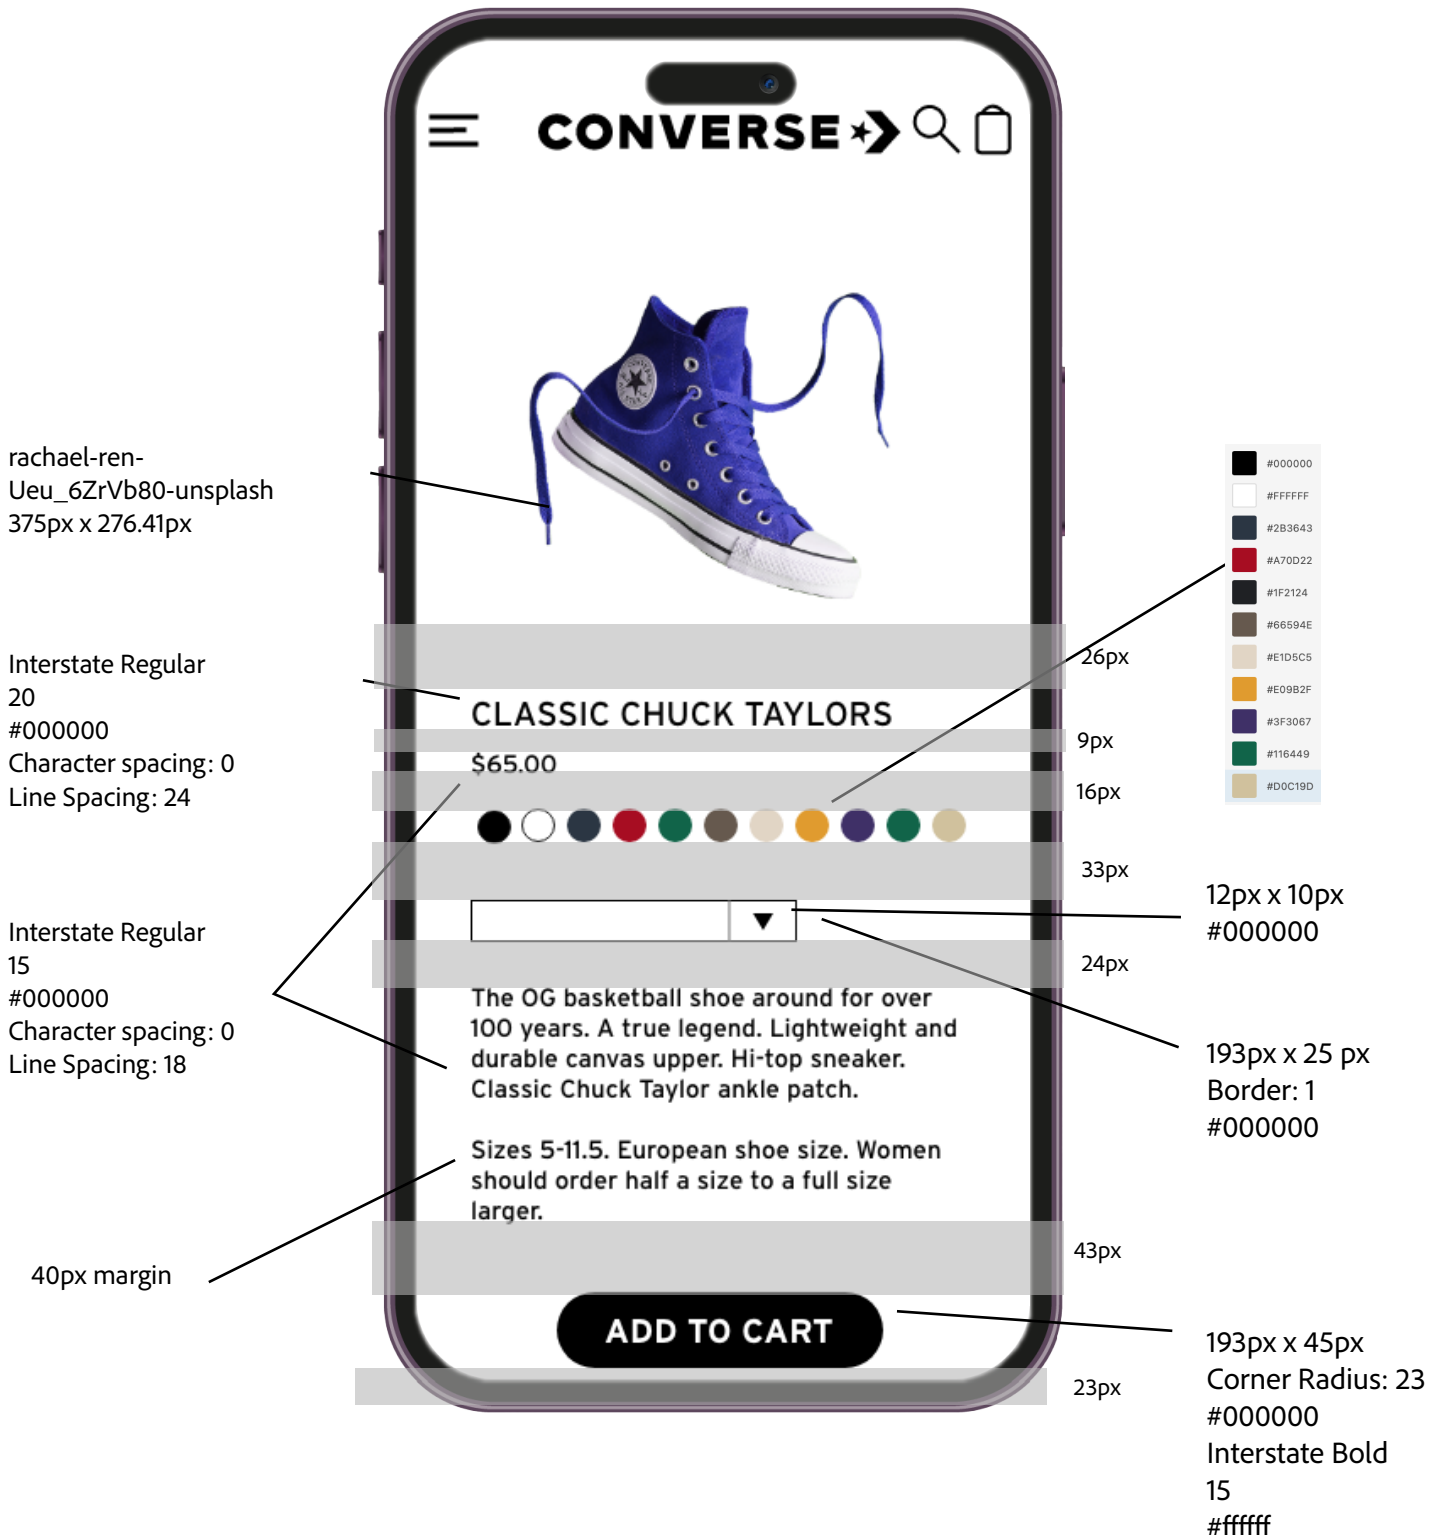 CONVERSE
rachael-ren-
Ueu_6ZrVb80-unsplash
375px x 276.41px
#000000
#FFFFFF
#2B3643
#A70D22
#1F2124
#66594E
#E1D5C5
#E09B2F
#3F3067
#116449
#D0C19D
Interstate Regular
20
#000000
Character spacing: 0
Line Spacing: 24
26px
CLASSIC CHUCK TAYLORS
9px
$65.00
16px
33px
12px x 10px
#000000
Interstate Regular
15
#000000
Character spacing: 0
Line Spacing: 18
24px
The OG basketball shoe around for over
100 years. A true legend. Lightweight and
durable canvas upper. Hi-top sneaker.
Classic Chuck Taylor ankle patch.
193px x 25 px
Border: 1
#000000
Sizes 5-11.5. European shoe size. Women
should order half a size to a full size
larger.
40px margin
43px
ADD TO CART
23px
193px x 45px
Corner Radius: 23
#000000
Interstate Bold
15
#ffffff